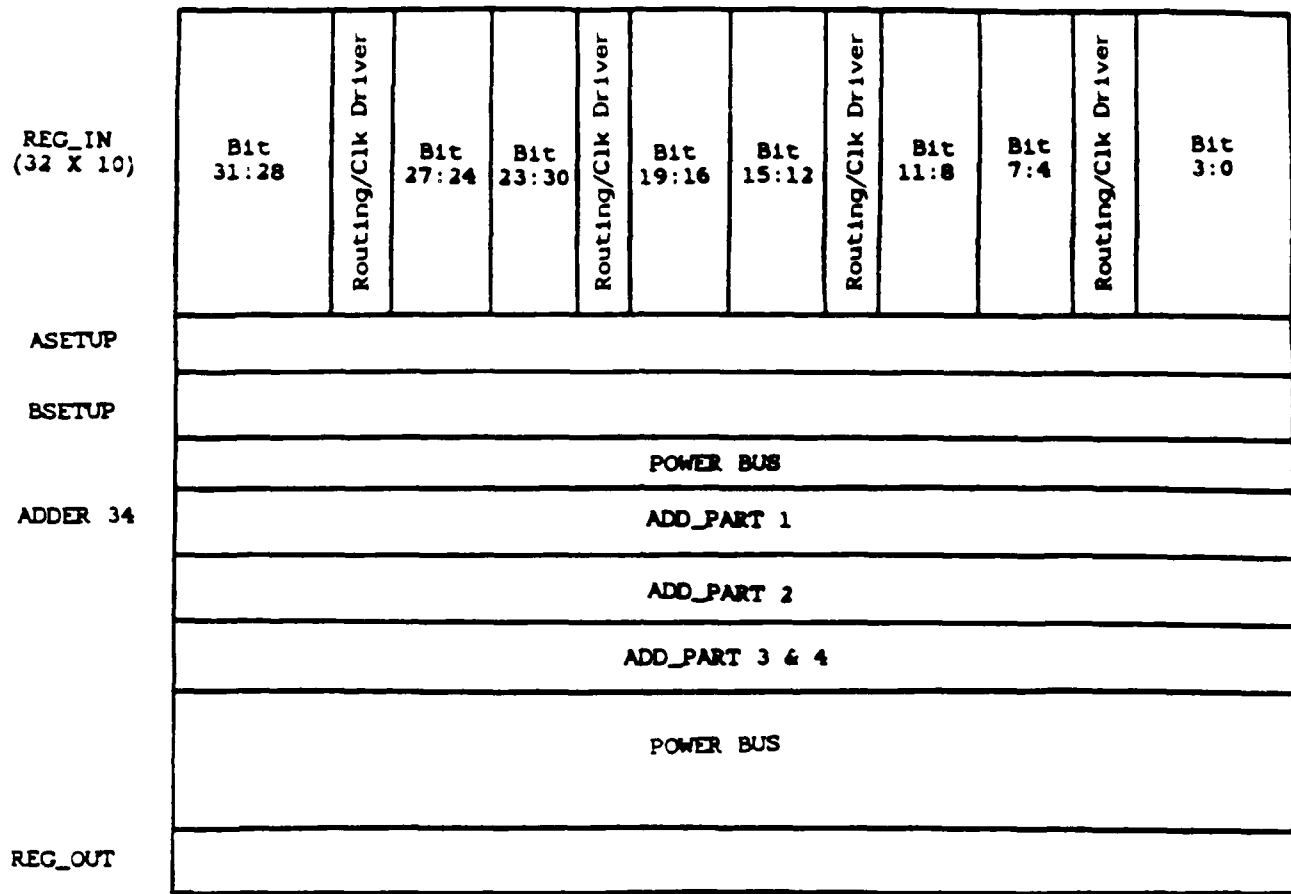 REG_IN
(32 X 10)
Bit
31:28
Routing/Clk Driver
Bit
27:24
Bit
23:30
Routing/Clk Driver
Bit
19:16
Bit
15:12
Routing/Clk Driver
Bit
11:8
Bit
7:4
Routing/Clk Driver
Bit
3:0
ASETUP
BSETUP
POWER BUS
ADDER 34
ADD_PART 1
ADD_PART 2
ADD_PART 3 & 4
POWER BUS
REG_OUT